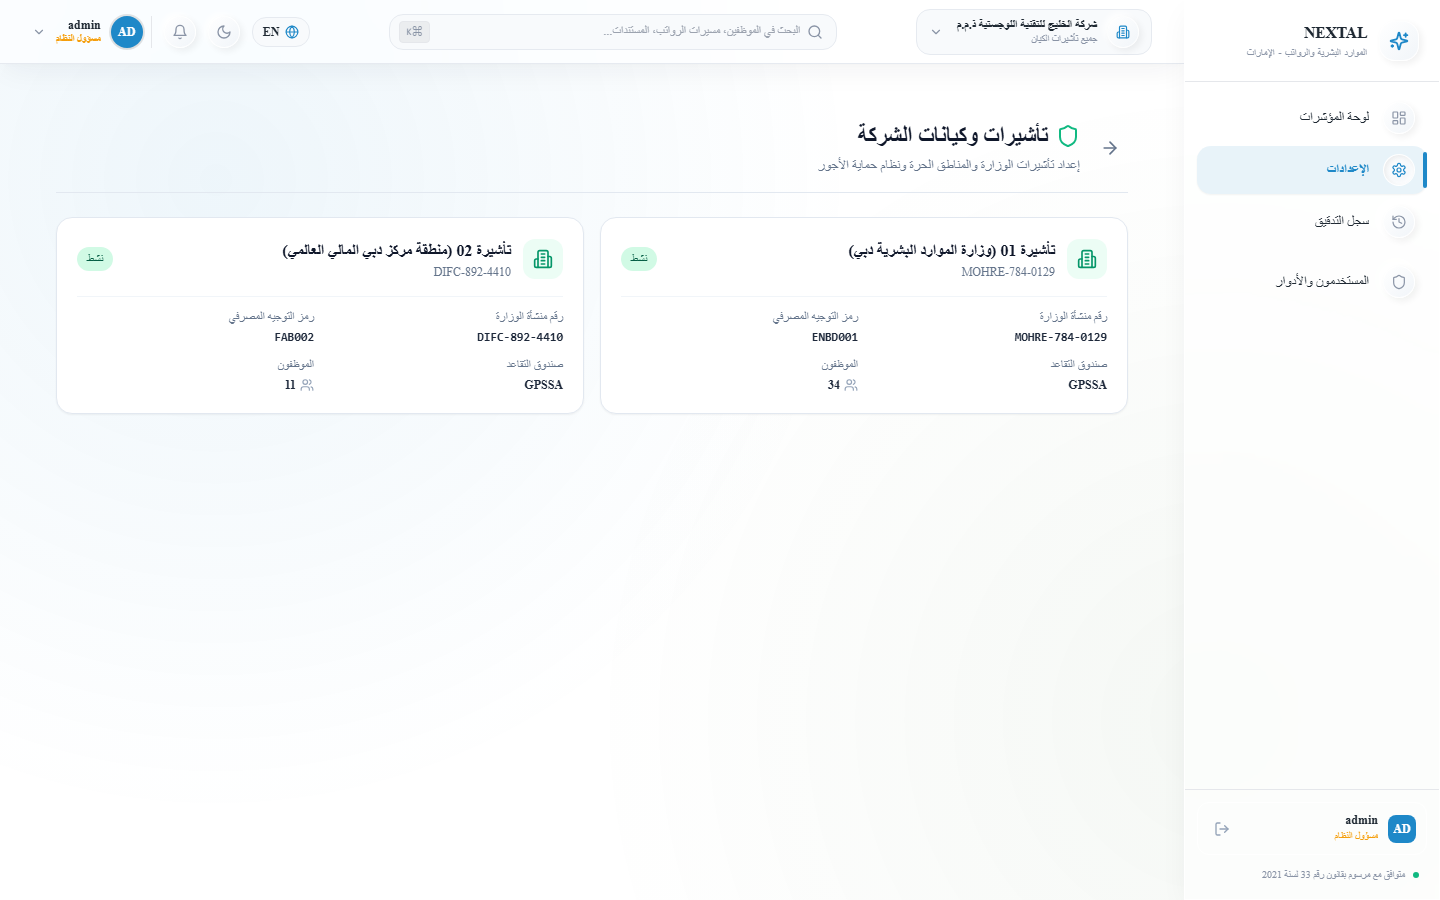 NEXTAL
الموارد البشرية والرواتب - الإمارات
لوحة المؤشرات
الإعدادات
سجل التدقيق
المستخدمون والأدوار
admin
مسؤول النظام
AD
متوافق مع مرسوم بقانون رقم 33 لسنة 2021
شركة الخليج للتقنية اللوجستية ذ.م.م
جميع تأشيرات الكيان
البحث في الموظفين، مسيرات الرواتب، المستندات...
⌘K
EN
AD
admin
مسؤول النظام
تأشيرات وكيانات الشركة
إعداد تأشيرات الوزارة والمناطق الحرة ونظام حماية الأجور
تأشيرة 01 (وزارة الموارد البشرية دبي)
MOHRE-784-0129
نشط
رقم منشأة الوزارة
MOHRE-784-0129
رمز التوجيه المصرفي
ENBD001
صندوق التقاعد
GPSSA
الموظفون
34
تأشيرة 02 (منطقة مركز دبي المالي العالمي)
DIFC-892-4410
نشط
رقم منشأة الوزارة
DIFC-892-4410
رمز التوجيه المصرفي
FAB002
صندوق التقاعد
GPSSA
الموظفون
11